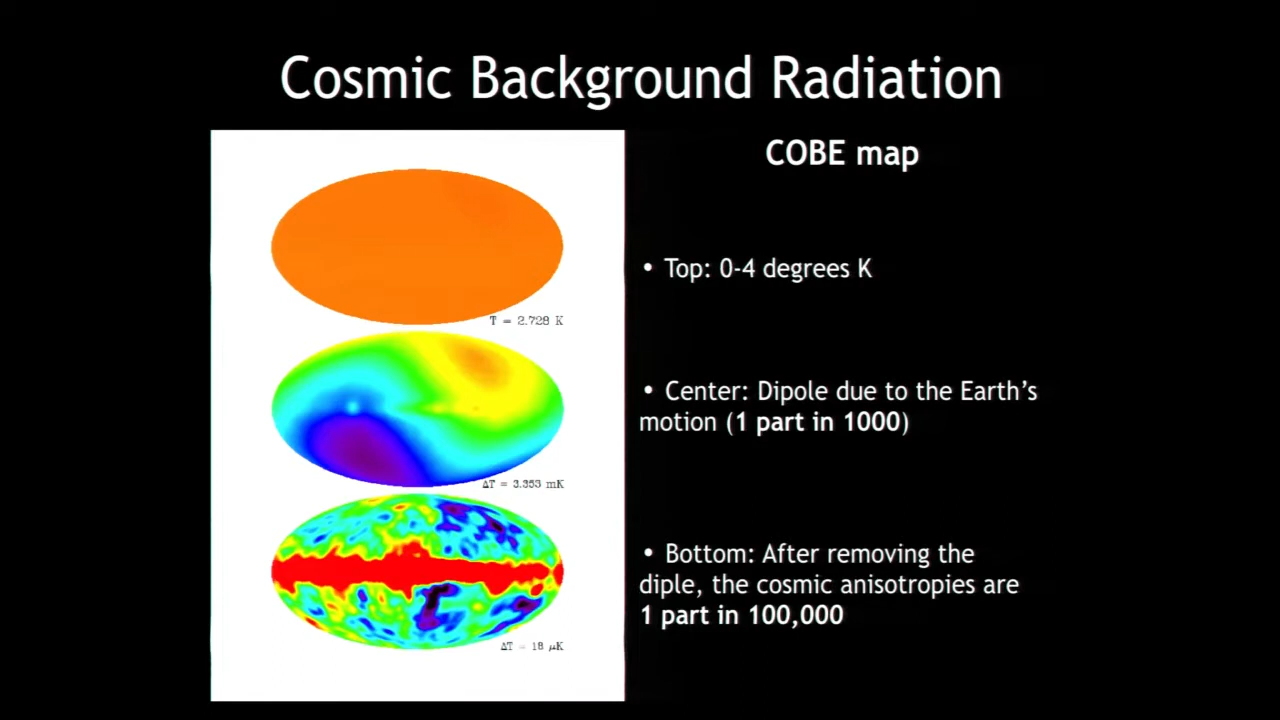 Cosmic Background Radiation
COBE map
T = 2.728 K
• Top: 0-4 degrees K
ΔT = 3.353 mK
• Center: Dipole due to the Earth’s
motion (1 part in 1000)
ΔT = 18 μK
• Bottom: After removing the
diple, the cosmic anisotropies are
1 part in 100,000